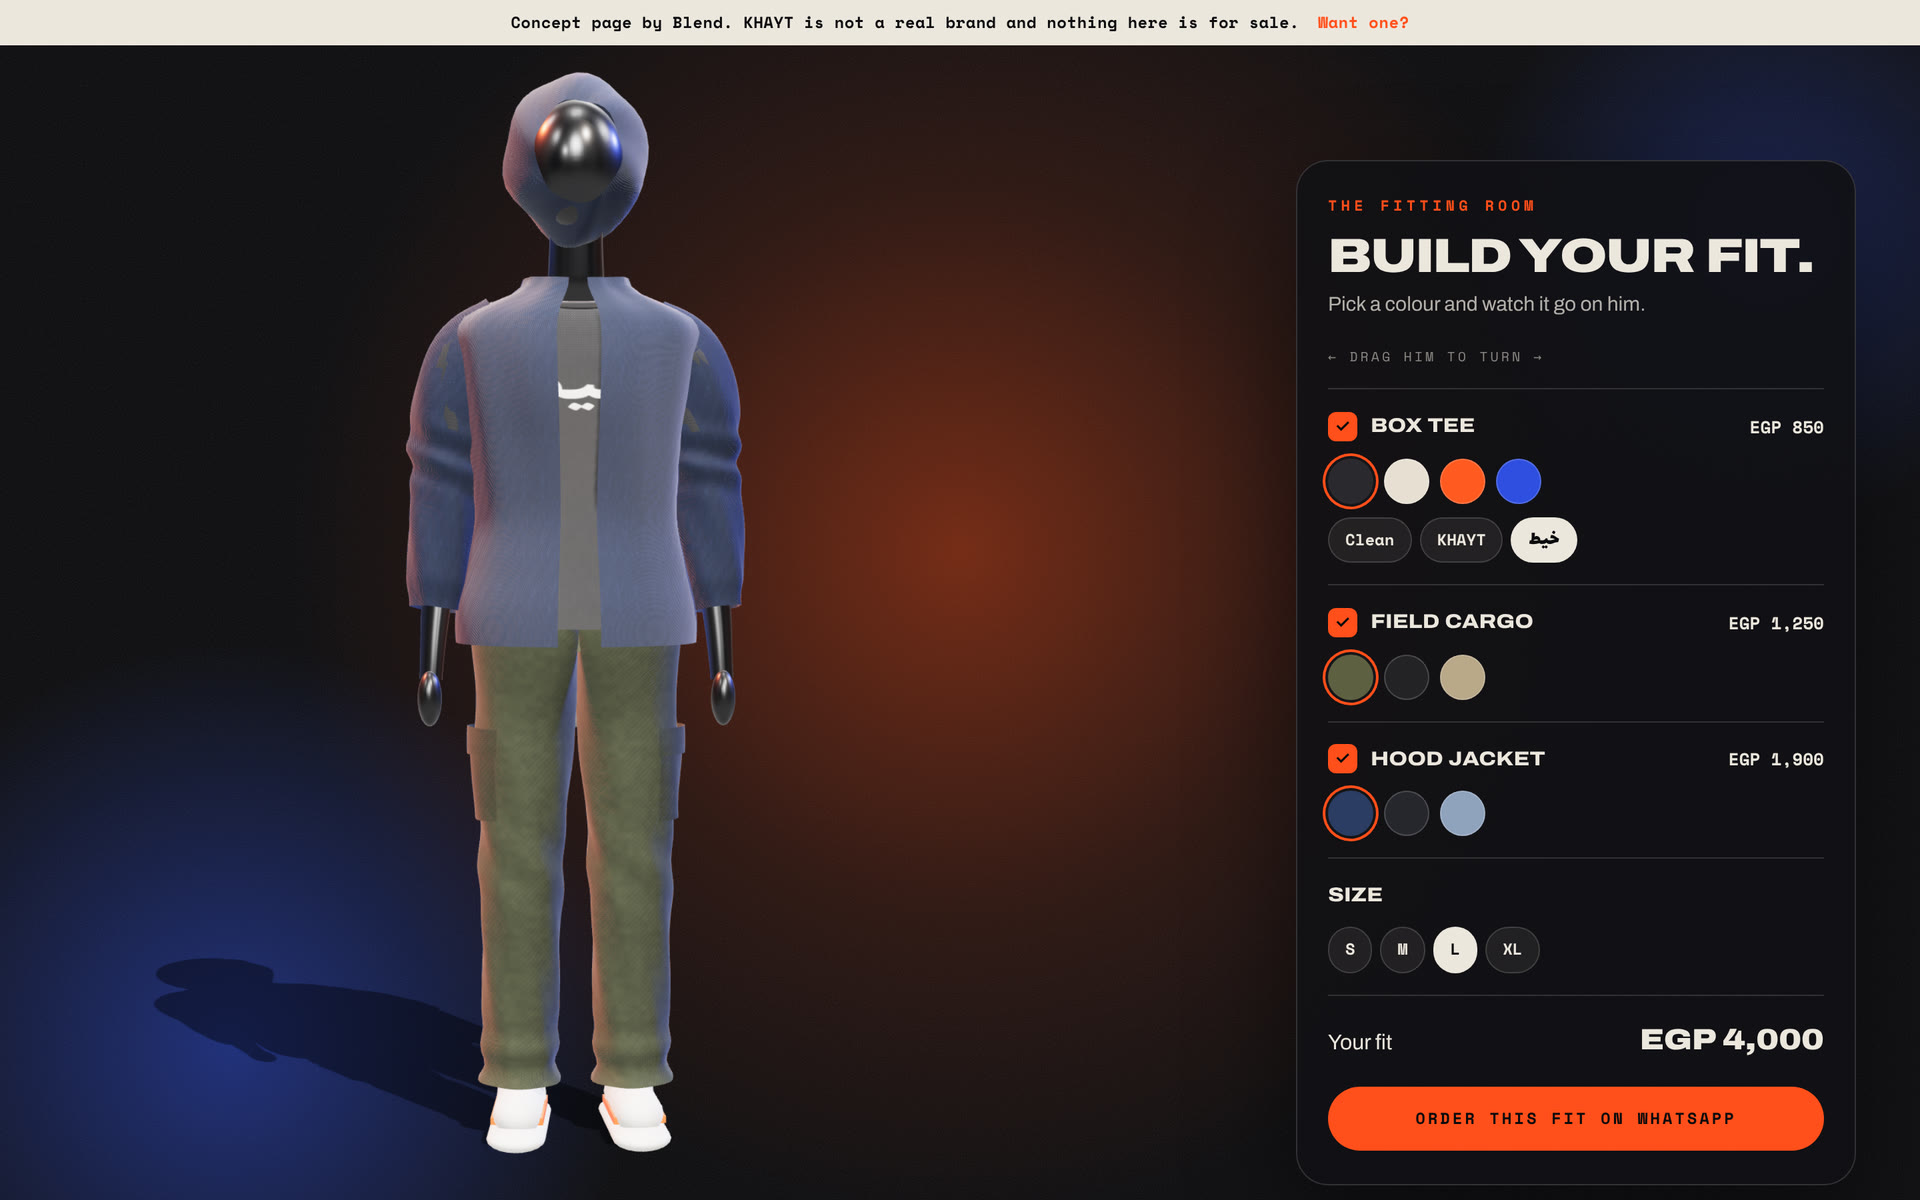 Concept page by Blend. KHAYT is not a real brand and nothing here is for sale. Want one?
THE FITTING ROOM
BUILD YOUR FIT.
Pick a colour and watch it go on him.
← DRAG HIM TO TURN →
BOX TEE EGP 850
Clean KHAYT خيط
FIELD CARGO EGP 1,250
HOOD JACKET EGP 1,900
SIZE
S M L XL
Your fit EGP 4,000
ORDER THIS FIT ON WHATSAPP